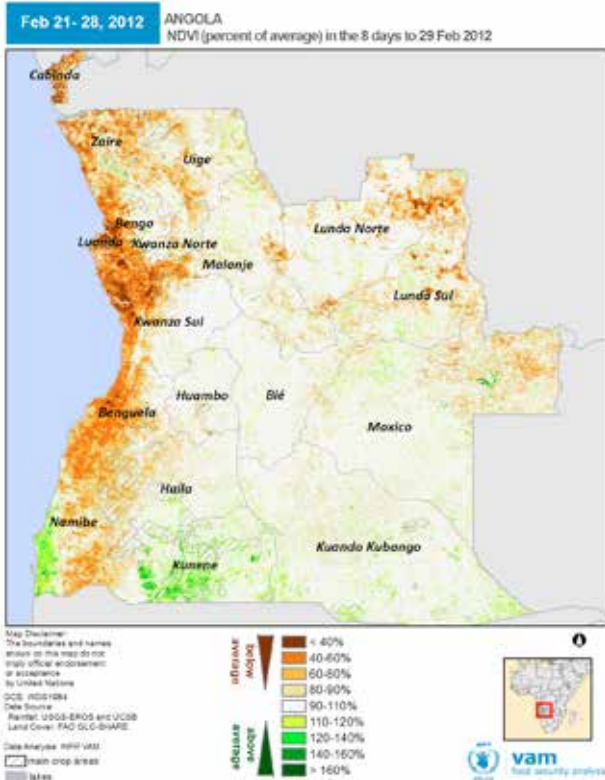 Feb 21- 28, 2012
ANGOLA
NDVI (percent of average) in the 8 days to 29 Feb 2012
Cabinda
Zaire
Uige
Bengo
Luanda
Kwanza Norte
Lunda Norte
Malanje
Lunda Sul
Kwanza Sul
Huambo
Bié
Benguela
Moxico
Huila
Namibe
Kuando Kubango
Kunene
Map Disclaimer
The boundaries and names
shown on this map do not
imply official endorsement
or acceptance
by United Nations
GCS: WGS1984
Data Source
Rainfall: USGS-EROS and UCSB
Land Cover: FAO GLC-SHARE
Data Analysis: WFP VAM
main crop areas
lakes
below
average
above
average
< 40%
40-60%
60-80%
80-90%
90-110%
110-120%
120-140%
140-160%
> 160%
vam
food security analysis